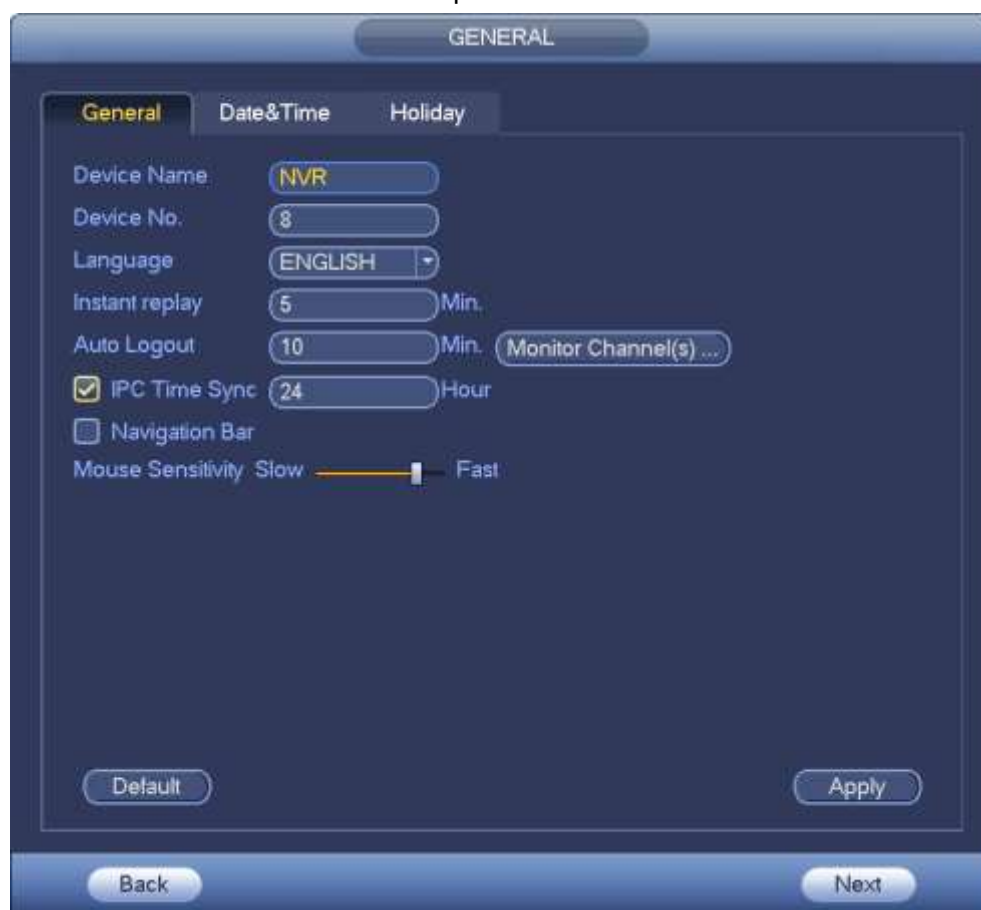 GENERAL
General Date&Time Holiday
Device Name NVR
Device No. 8
Language ENGLISH
Instant replay 5 Min.
Auto Logout 10 Min. Monitor Channel(s) ...
IPC Time Sync 24 Hour
Navigation Bar
Mouse Sensitivity Slow Fast
Default Apply
Back Next